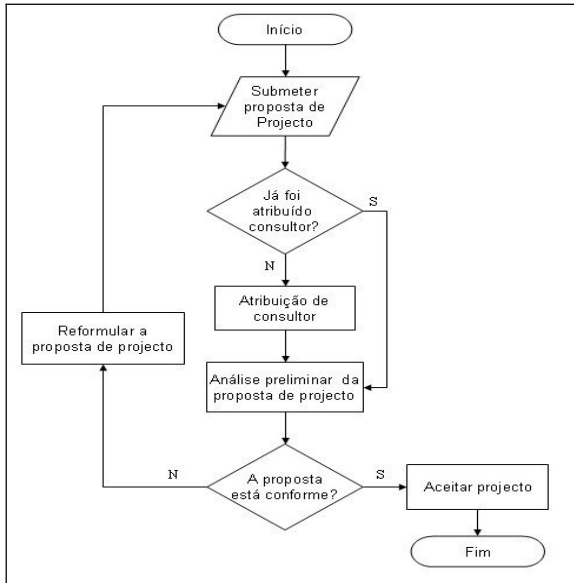 Início
Submeter
proposta de
Projecto
Já foi
atribuído
consultor?
S
N
Atribuição de
consultor
Reformular a
proposta de projecto
Análise preliminar da
proposta de projecto
N
A proposta
está conforme?
S
Aceitar projecto
Fim